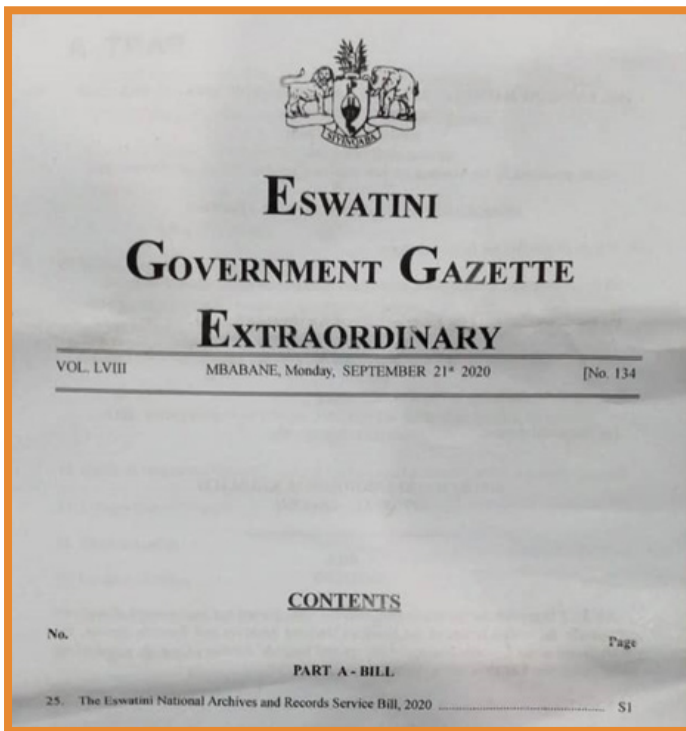 SIYINQABA
ESWATINI
GOVERNMENT GAZETTE
EXTRAORDINARY
VOL. LVIII MBABANE, Monday, SEPTEMBER 21st 2020 [No. 134
CONTENTS
No. Page
PART A - BILL
25. The Eswatini National Archives and Records Service Bill, 2020 ............................................................ S1